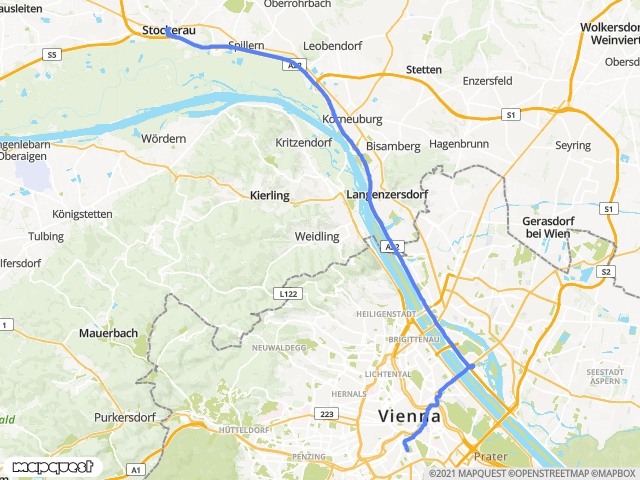 ausleiten
Oberrohrbach
Stockerau
Spillern
Leobendorf
Wolkersdorf
Weinviert
S5
A22
Stetten
Obersdo
Enzersfeld
S1
Korneuburg
Wördern
Kritzendorf
Bisamberg
Hagenbrunn
Seyring
angenlebarn
Oberaigen
Kierling
Langenzersdorf
Königstetten
S1
Tulbing
Weidling
Gerasdorf
bei Wien
A22
lfersdorf
S2
L122
1
HEILIGENSTADT
Mauerbach
BRIGITTENAU
NEUWALDEGG
LICHTENTAL
SEESTADT
ASPERN
HERNALS
Purkersdorf
223
Vienna
HÜTTELDORF
ald
PENZING
Prater
mapquest
A1
©2021 MAPQUEST ©OPENSTREETMAP ©MAPBOX